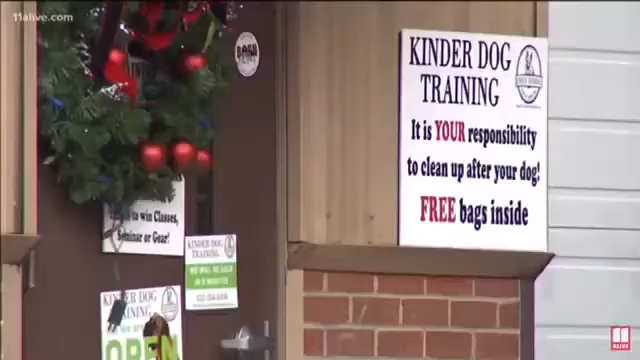 11alive.com
KINDER DOG
TRAINING
It is YOUR responsibility
to clean up after your dog!
FREE bags inside
to win Classes,
Seminar or Gear!
KINDER DOG
TRAINING
WE WILL BE BACK
IN 5 MINUTES
KINDER DOG
TRAINING
OPEN
11
ALIVE